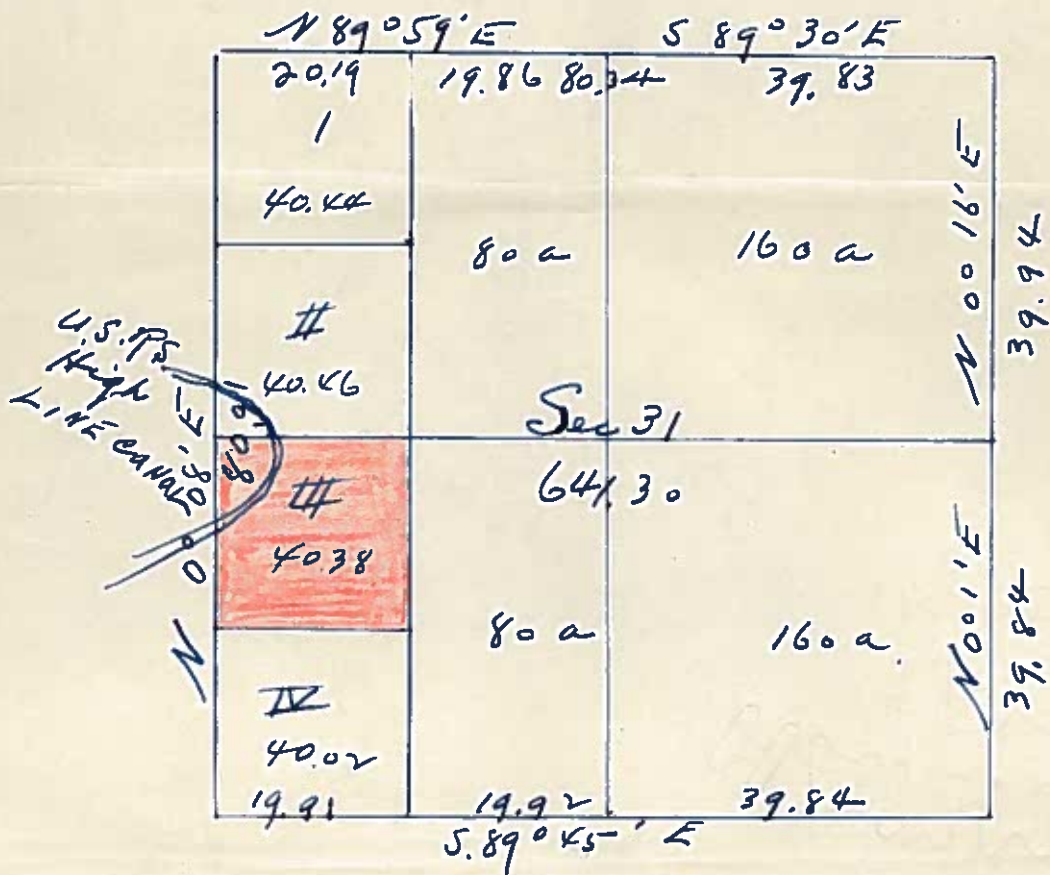 N 89°59' E S 89°30' E
20.19 19.86 80.34 39.83
I
40.44
80 a 160 a
N 00 16' E
39.94
II
40.46
U.S.R.S.
High
LINE CANAL
Sec 31
641.30
III
40.38
80 a 160 a.
N 0° 1' E
39.84
N 0°
IV
40.02
19.91 19.92 39.84
S. 89° 45' E